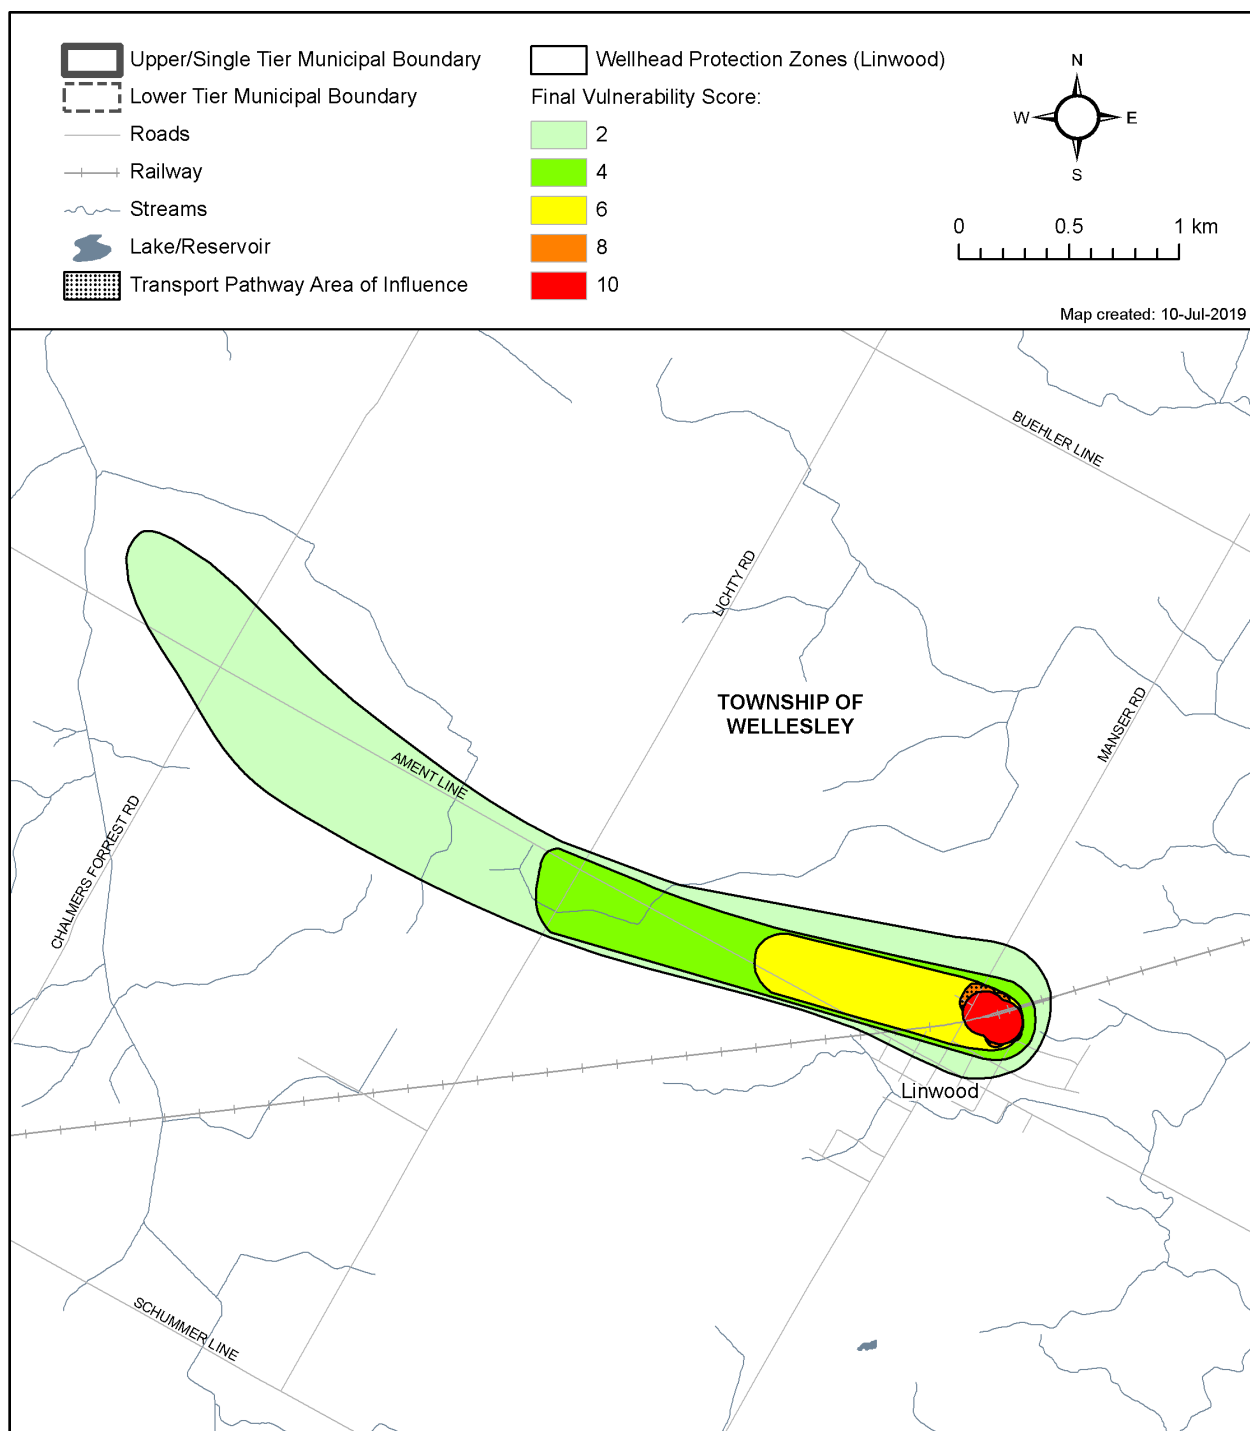 Upper/Single Tier Municipal Boundary
Lower Tier Municipal Boundary
Roads
Railway
Streams
Lake/Reservoir
Transport Pathway Area of Influence
Wellhead Protection Zones (Linwood)
Final Vulnerability Score:
2
4
6
8
10
N
W
E
S
0
0.5
1 km
Map created: 10-Jul-2019
BUEHLER LINE
LICHTY RD
TOWNSHIP OF
WELLESLEY
MANSER RD
AMENT LINE
CHALMERS FORREST RD
Linwood
SCHUMMER LINE